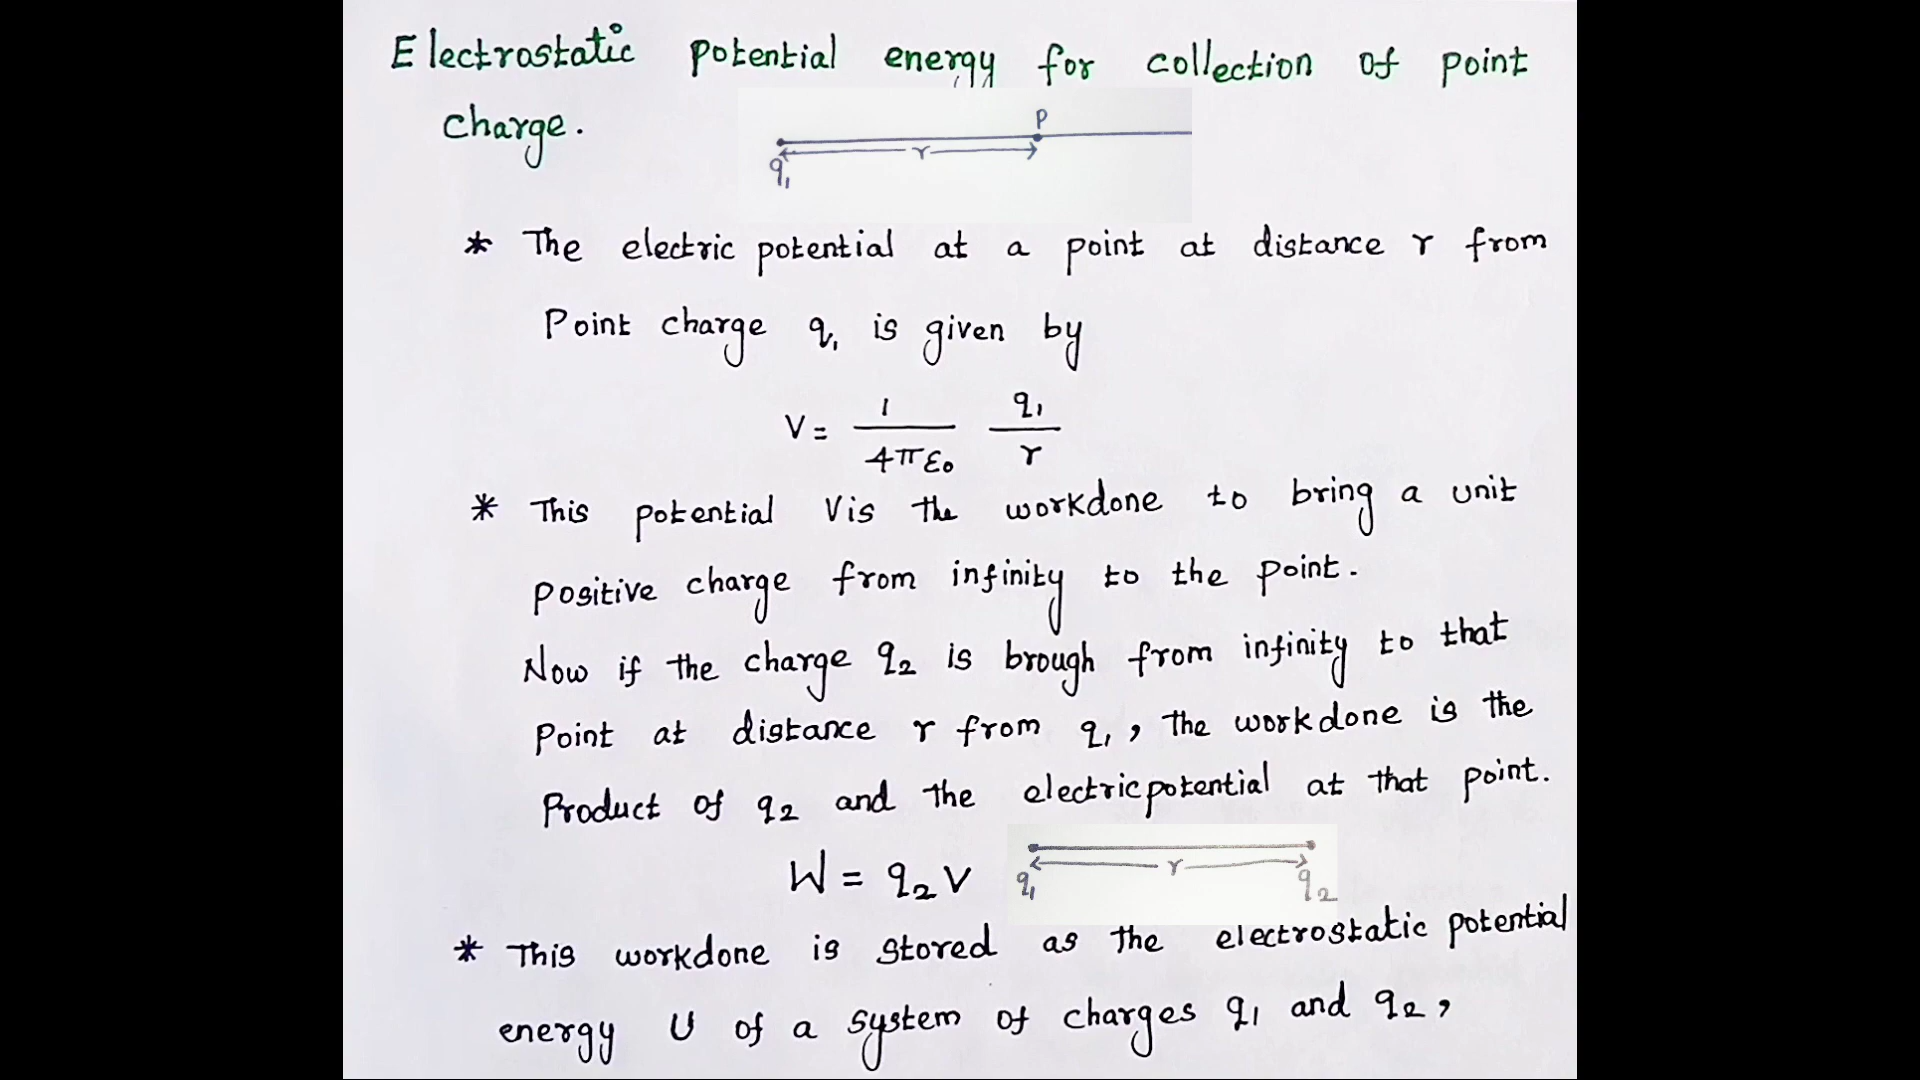 Electrostatic potential energy for collection of point
charge.
P
r
q₁
* The electric potential at a point at distance r from
Point charge q₁ is given by
V = 1/4πε₀ q₁/r
* This potential V is the workdone to bring a unit
positive charge from infinity to the point.
Now if the charge q₂ is brough from infinity to that
Point at distance r from q₁, The workdone is the
Product of q₂ and the electric potential at that point.
W = q₂ V
q₁ r q₂
* This workdone is stored as the electrostatic potential
energy U of a system of charges q₁ and q₂,